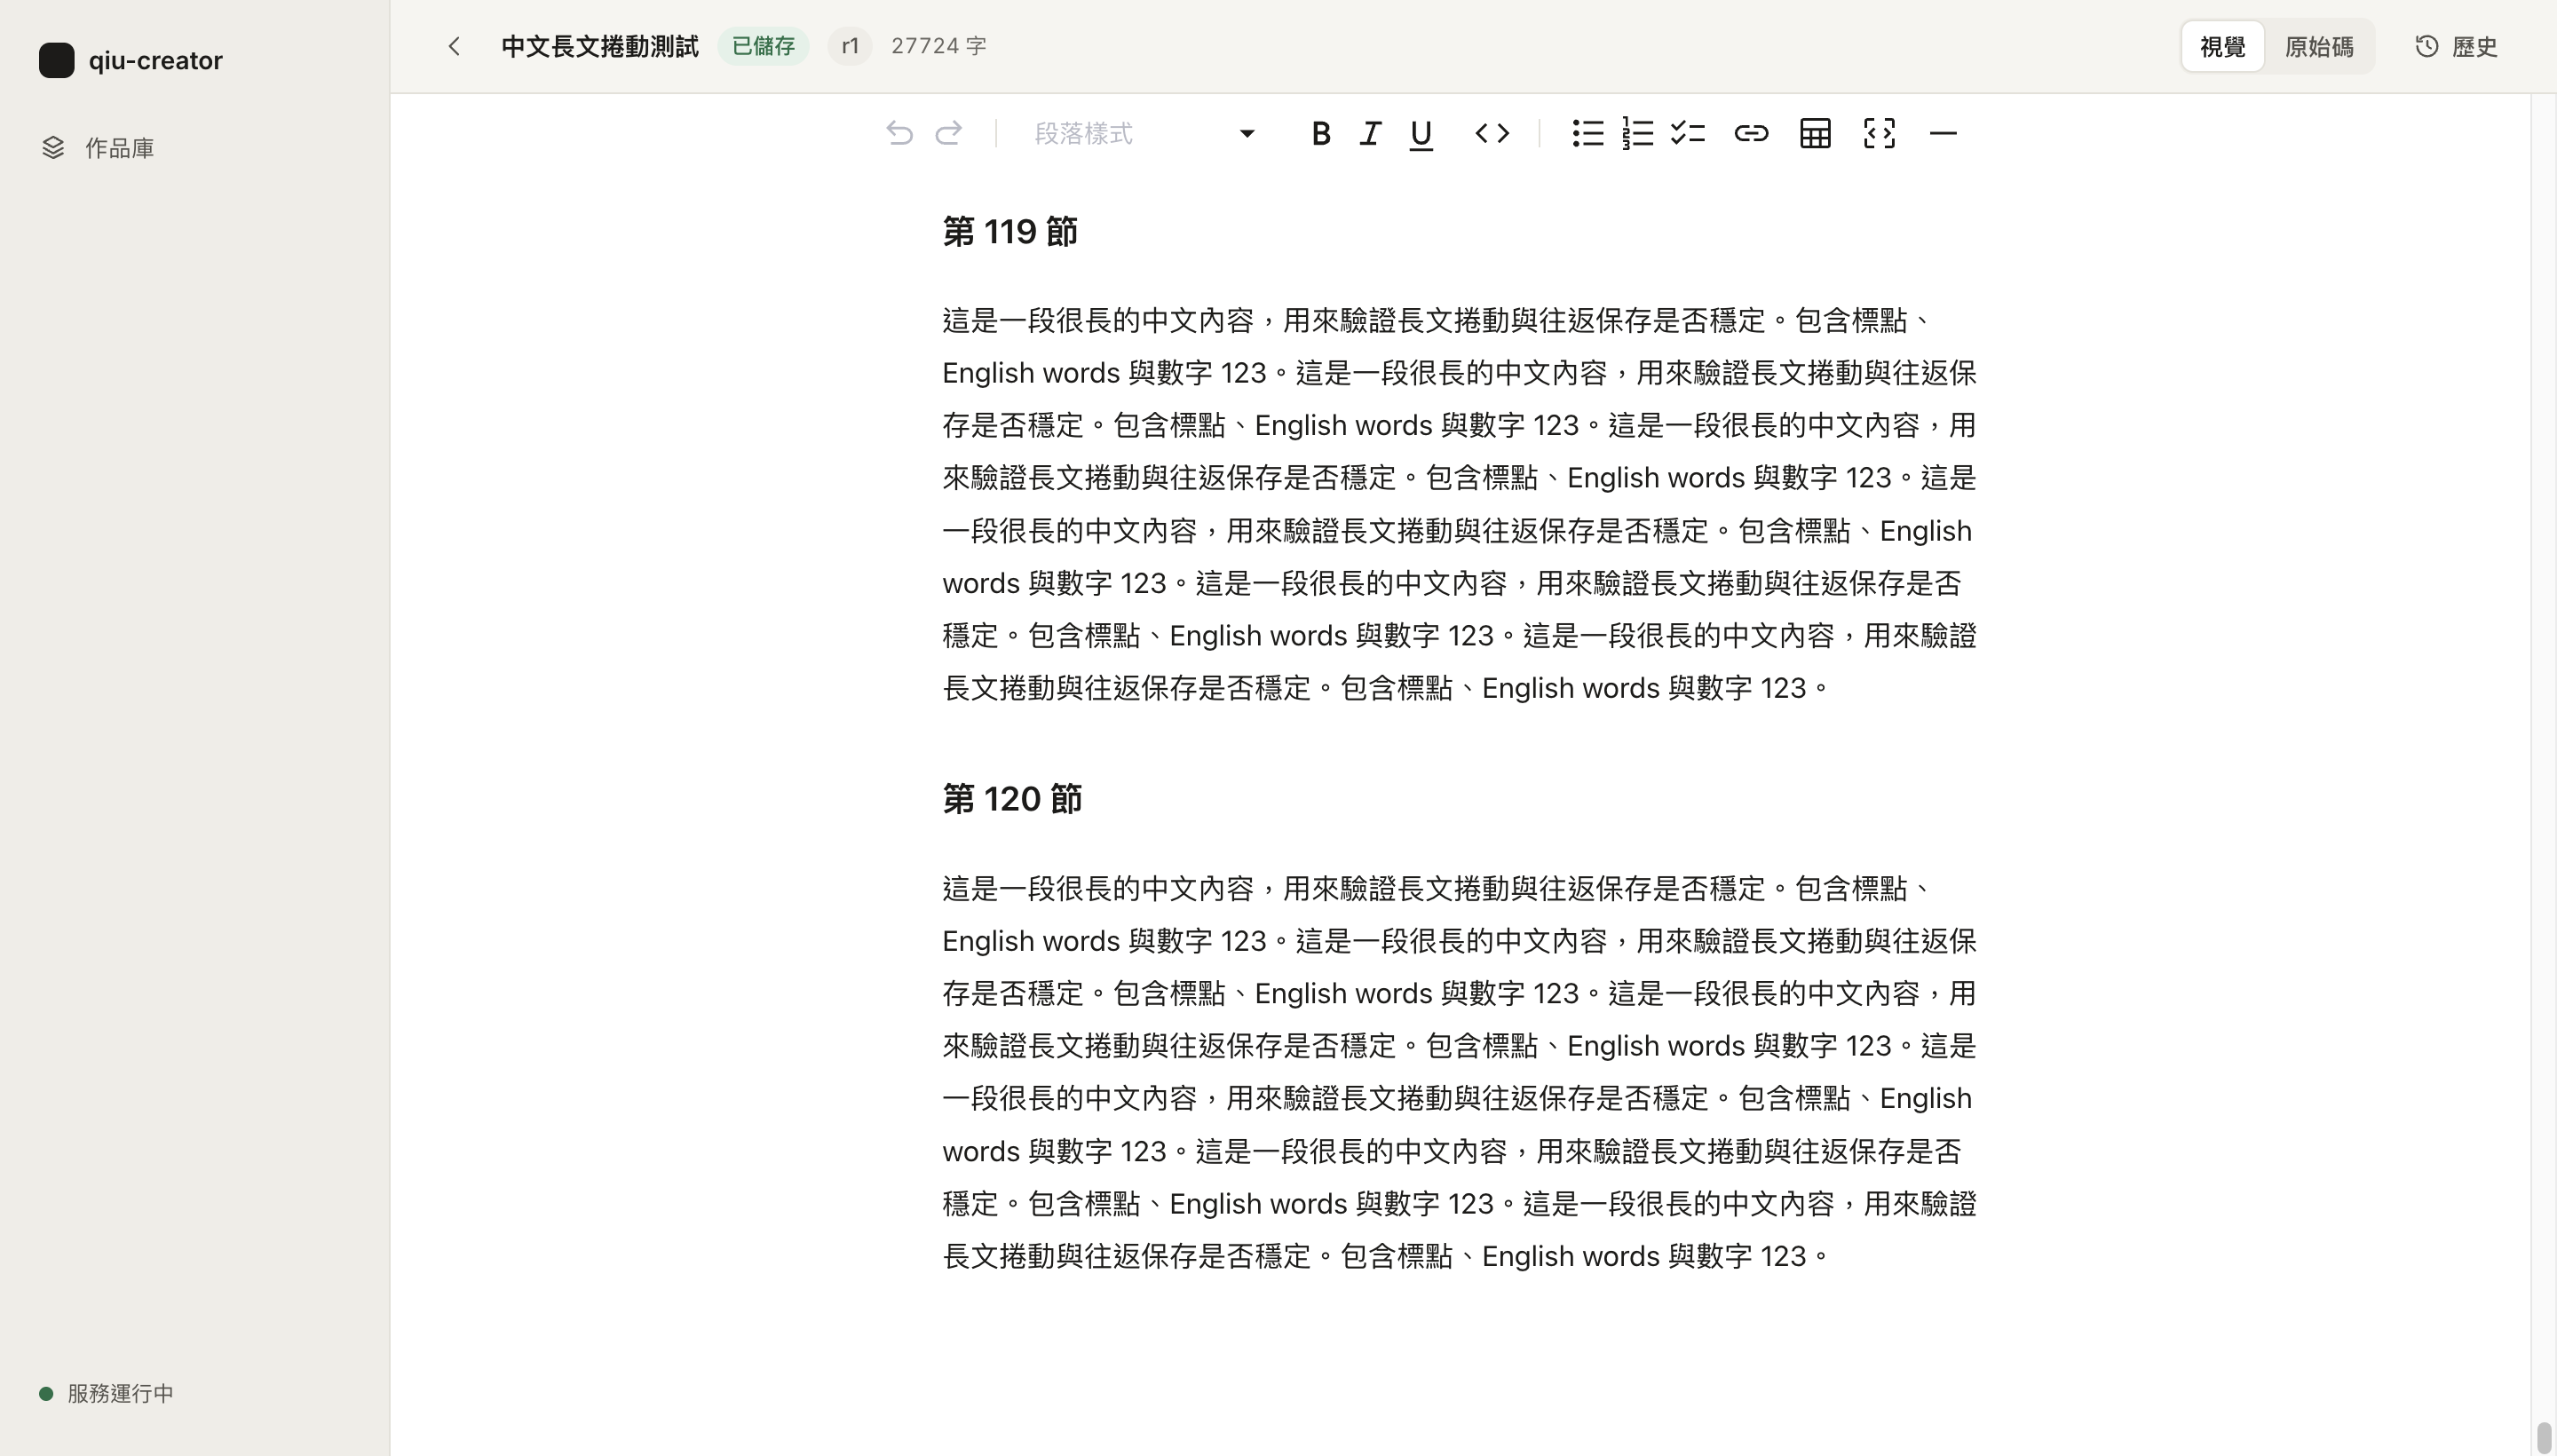 qiu-creator
作品庫
服務運行中
中文長文捲動測試
已儲存
r1
27724 字
視覺
原始碼
歷史
段落樣式
第 119 節
這是一段很長的中文內容，用來驗證長文捲動與往返保存是否穩定。包含標點、
English words 與數字 123。這是一段很長的中文內容，用來驗證長文捲動與往返保
存是否穩定。包含標點、English words 與數字 123。這是一段很長的中文內容，用
來驗證長文捲動與往返保存是否穩定。包含標點、English words 與數字 123。這是
一段很長的中文內容，用來驗證長文捲動與往返保存是否穩定。包含標點、English
words 與數字 123。這是一段很長的中文內容，用來驗證長文捲動與往返保存是否
穩定。包含標點、English words 與數字 123。這是一段很長的中文內容，用來驗證
長文捲動與往返保存是否穩定。包含標點、English words 與數字 123。
第 120 節
這是一段很長的中文內容，用來驗證長文捲動與往返保存是否穩定。包含標點、
English words 與數字 123。這是一段很長的中文內容，用來驗證長文捲動與往返保
存是否穩定。包含標點、English words 與數字 123。這是一段很長的中文內容，用
來驗證長文捲動與往返保存是否穩定。包含標點、English words 與數字 123。這是
一段很長的中文內容，用來驗證長文捲動與往返保存是否穩定。包含標點、English
words 與數字 123。這是一段很長的中文內容，用來驗證長文捲動與往返保存是否
穩定。包含標點、English words 與數字 123。這是一段很長的中文內容，用來驗證
長文捲動與往返保存是否穩定。包含標點、English words 與數字 123。